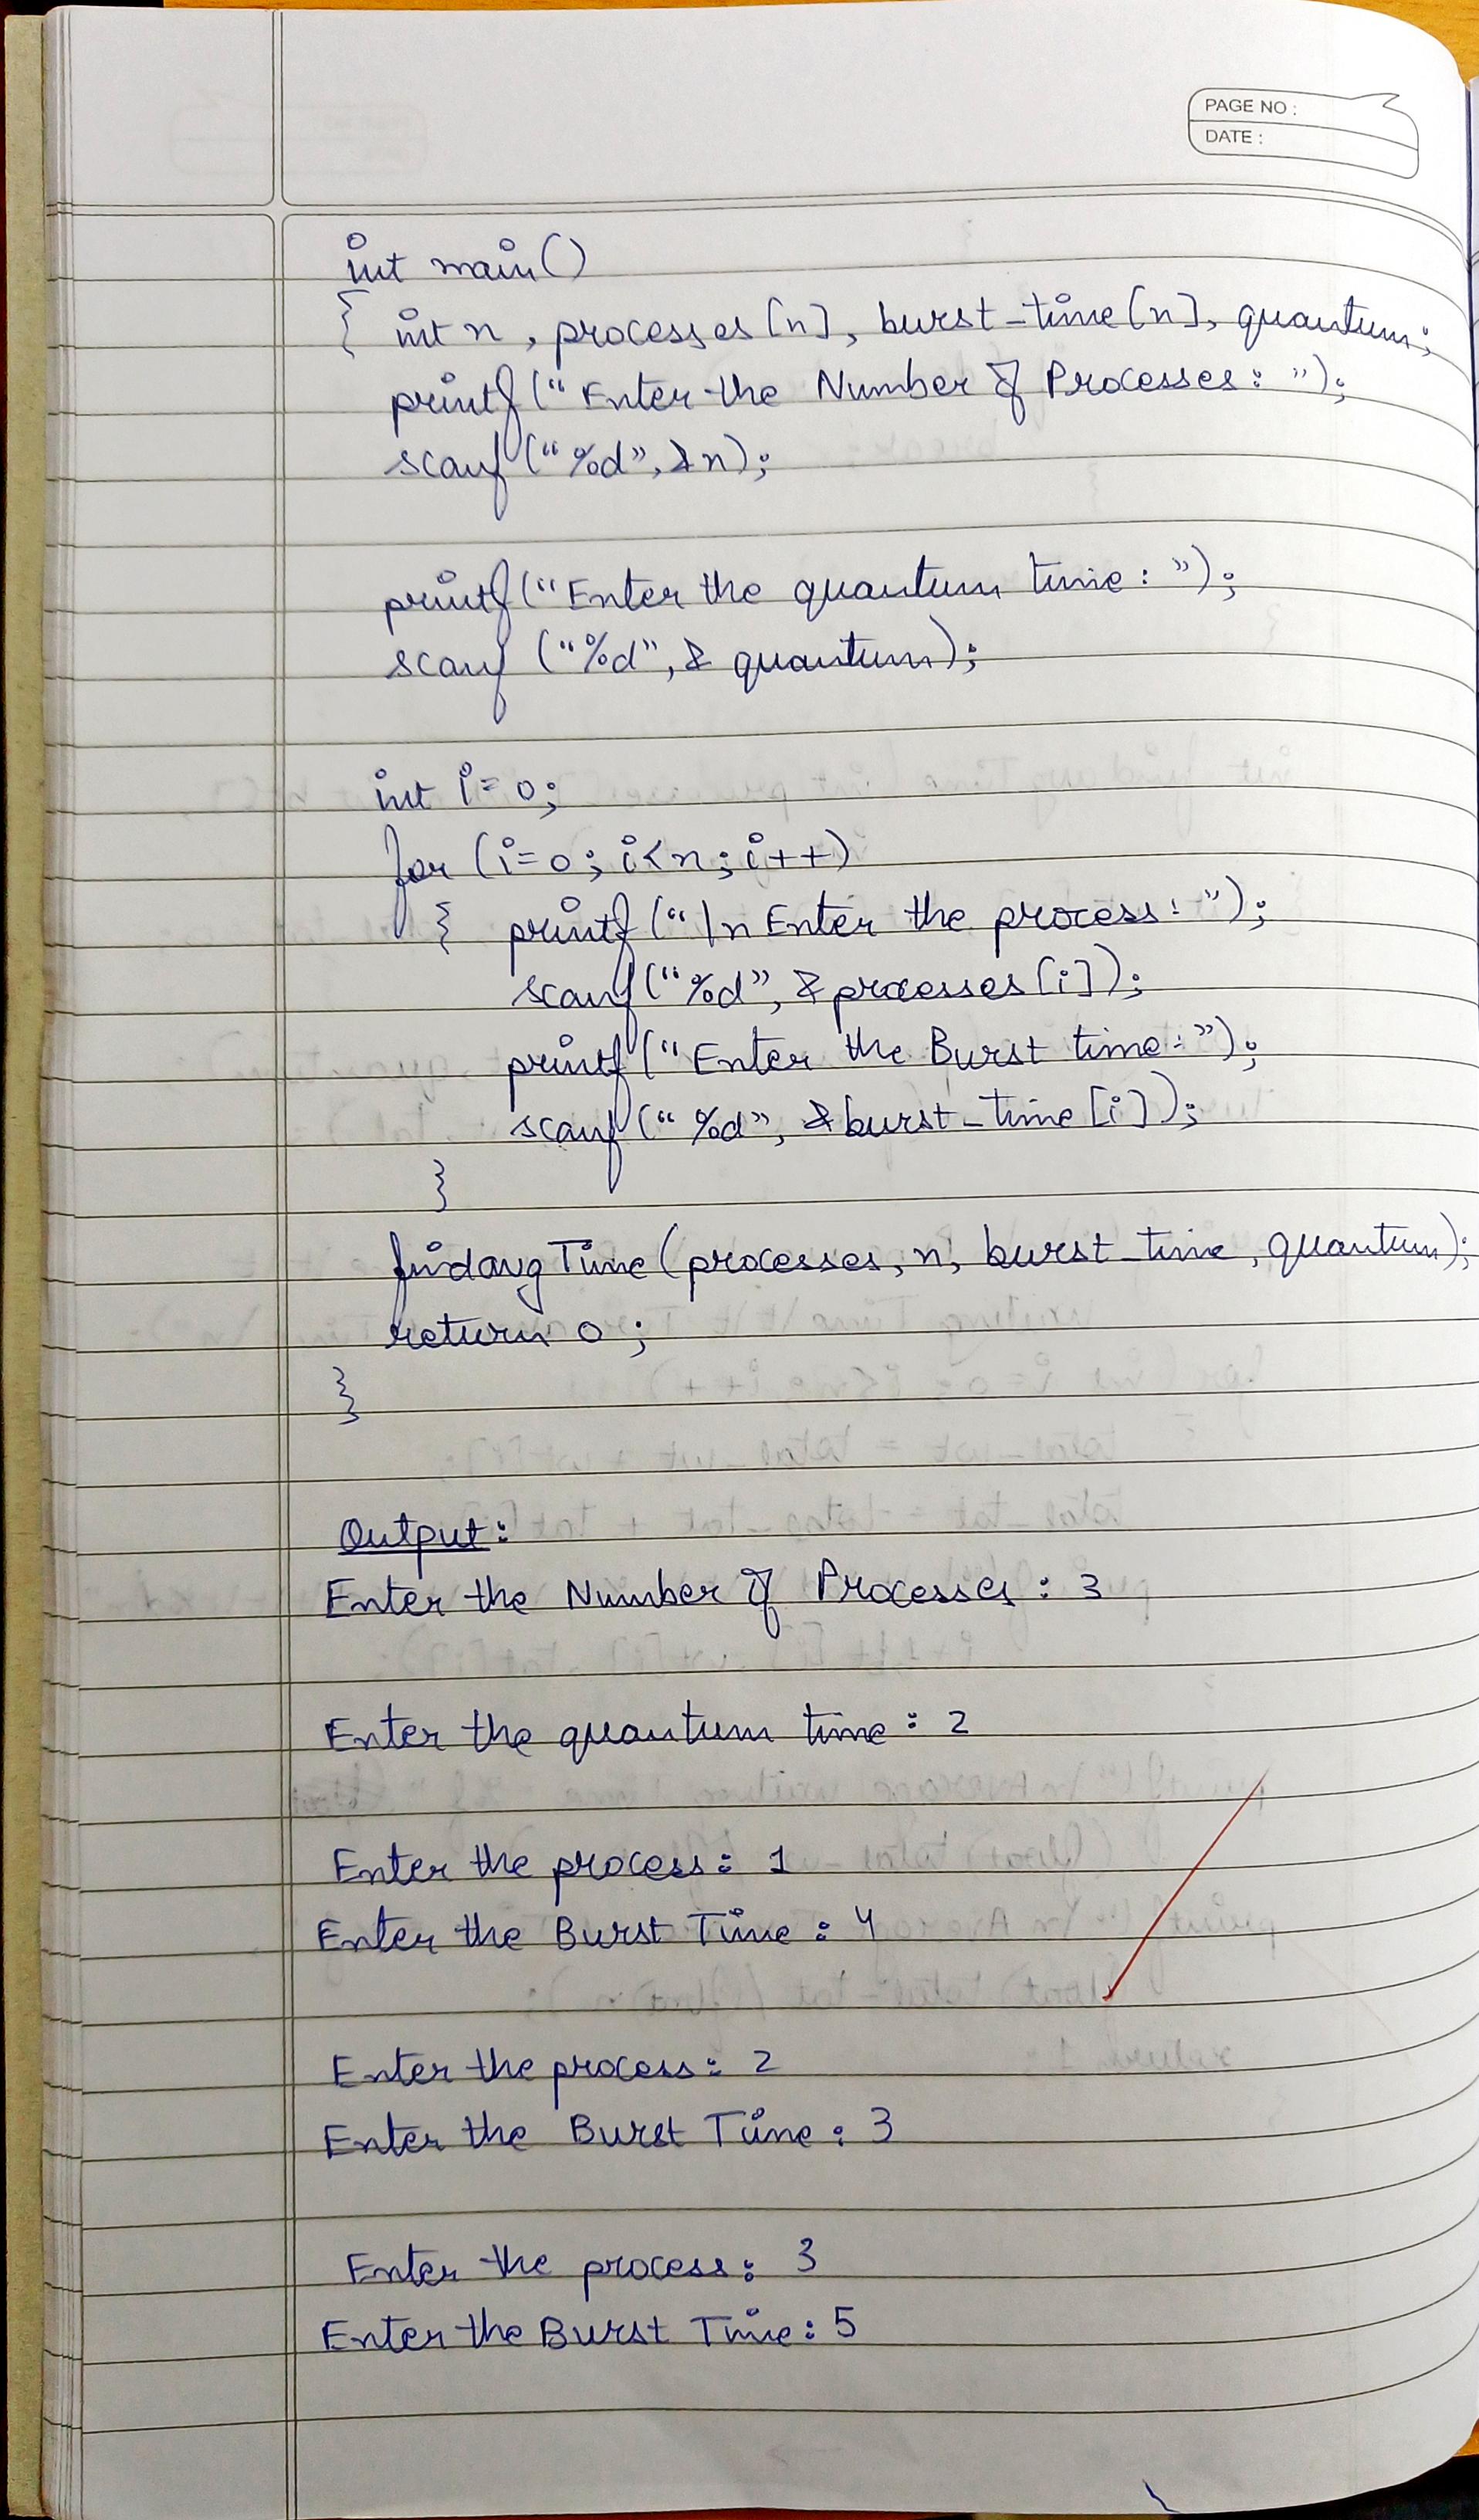 PAGE NO :
DATE :
int main()
{ int n, processes[n], burst_time[n], quantum;
printf("Enter the Number of Processes: ");
scanf("%d", &n);
printf("Enter the quantum time: ");
scanf ("%d", & quantum);
int i=0;
for (i=0; i<n; i++)
{ printf("\n Enter the process: ");
scanf("%d", &processes[i]);
printf("Enter the Burst time:");
scanf("%d", &burst_time[i]);
}
findavgTime(processes, n, burst_time, quantum);
return 0;
}
Output:
Enter the Number of Processes : 3
Enter the quantum time : 2
Enter the process: 1
Enter the Burst Time : 4
Enter the process: 2
Enter the Burst Time : 3
Enter the process: 3
Enter the Burst Time: 5